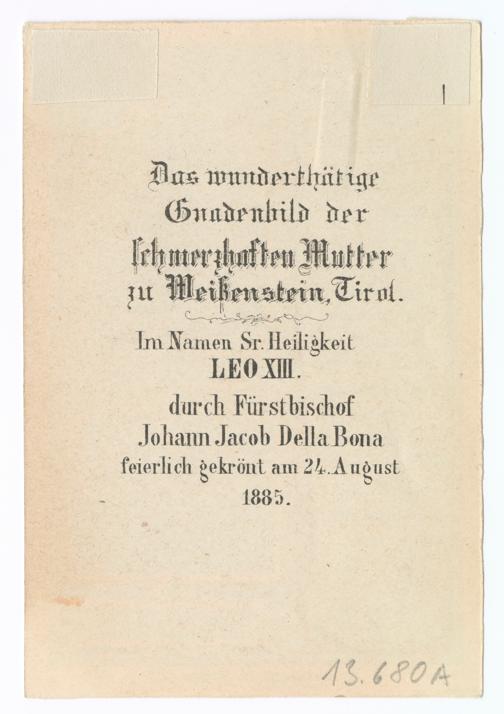 Das wunderthätige
Gnadenbild der
schmerzhaften Mutter
zu Weißenstein, Tirol.
Im Namen Sr. Heiligkeit
LEO XIII.
durch Fürstbischof
Johann Jacob Della Bona
feierlich gekrönt am 24. August
1885.
13.680A